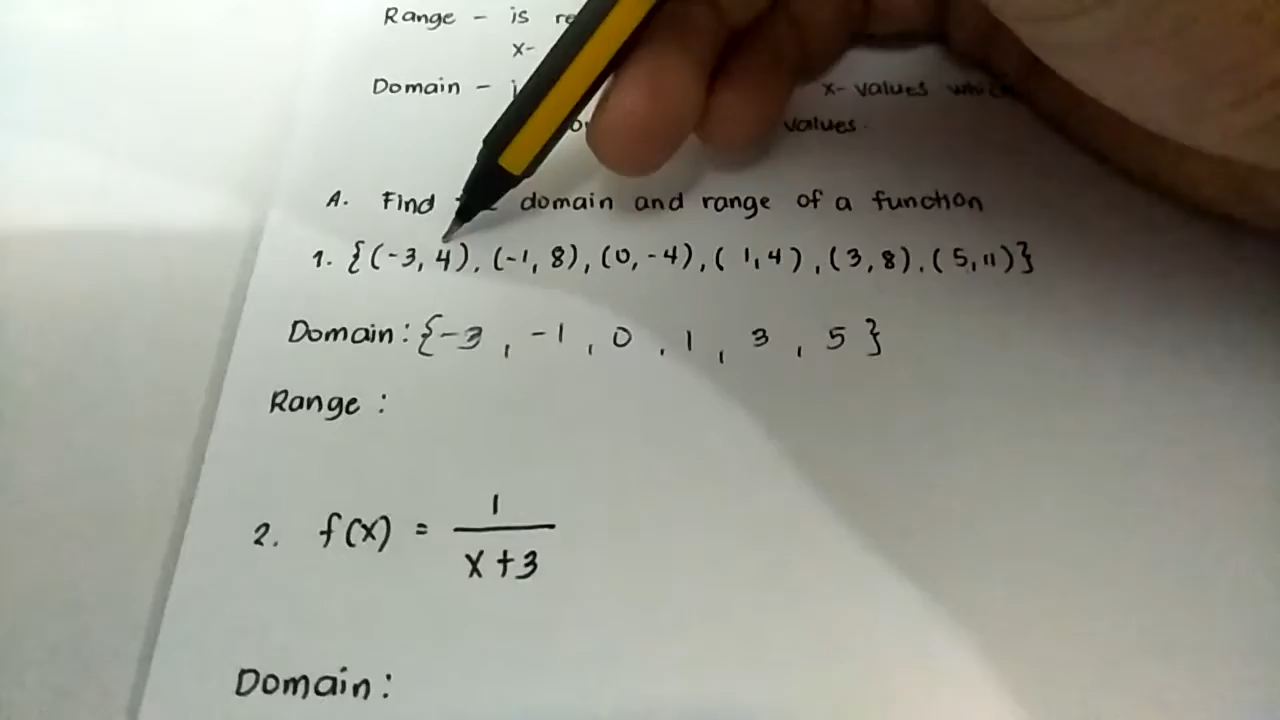 Range - is
x-
Domain - x- values
values.
A. Find domain and range of a function
1. {(-3, 4), (-1, 8), (0, -4), (1, 4), (3, 8), (5, 11)}
Domain: {-3, -1, 0, 1, 3, 5}
Range:
2. f(x) = 1/(x+3)
Domain: